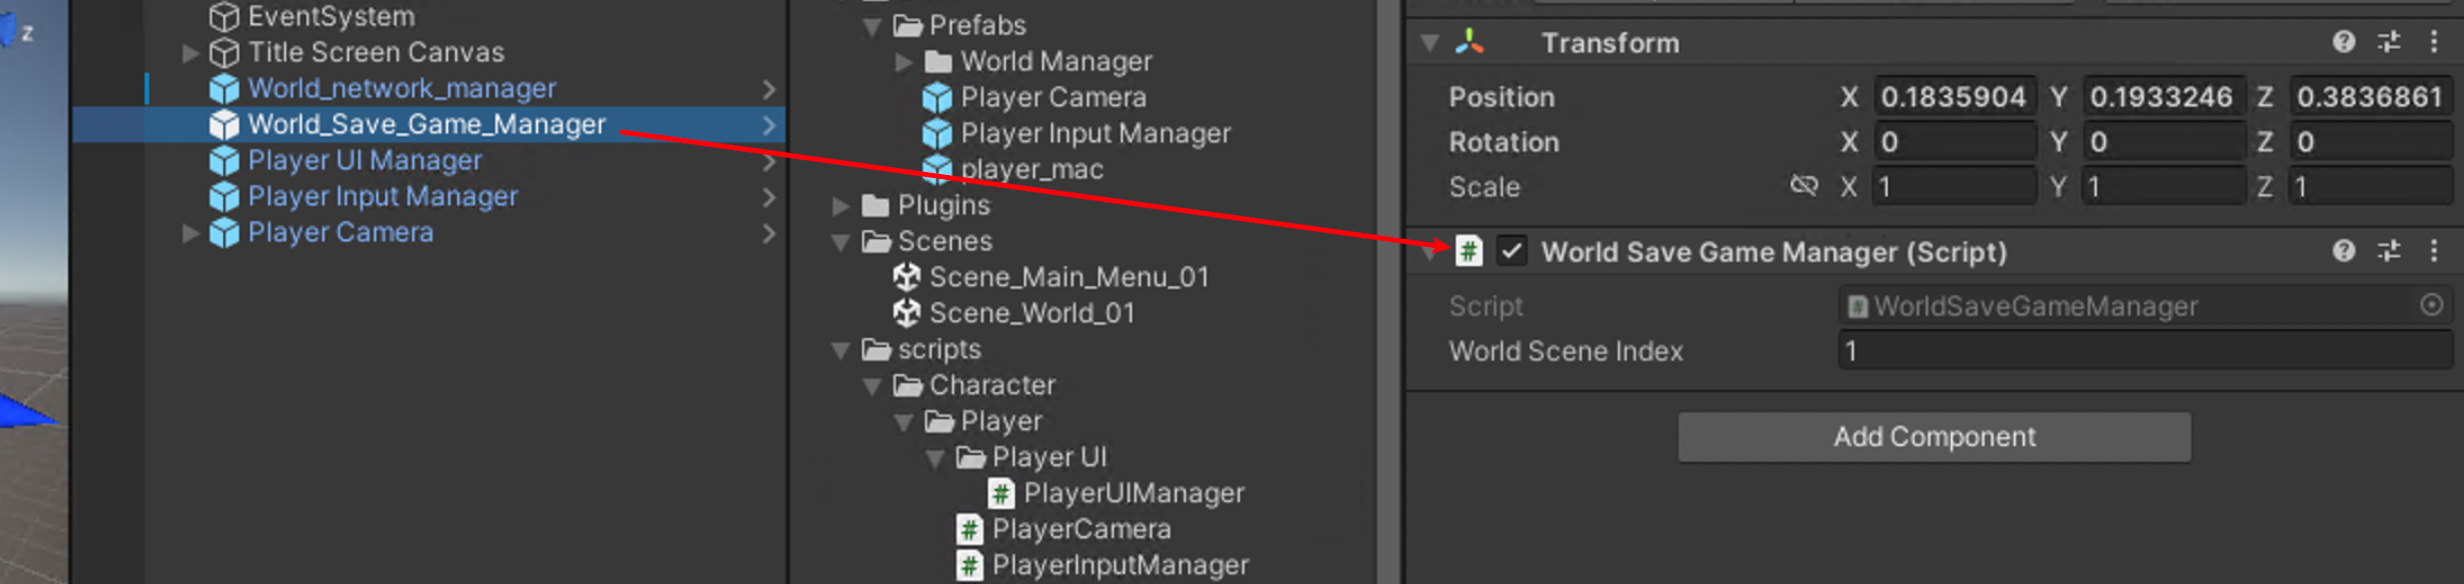 z
EventSystem
Title Screen Canvas
World_network_manager
World_Save_Game_Manager
Player UI Manager
Player Input Manager
Player Camera
Prefabs
World Manager
Player Camera
Player Input Manager
player_mac
Plugins
Scenes
Scene_Main_Menu_01
Scene_World_01
scripts
Character
Player
Player UI
PlayerUIManager
PlayerCamera
PlayerInputManager
Transform
Position X 0.1835904 Y 0.1933246 Z 0.3836861
Rotation X 0 Y 0 Z 0
Scale X 1 Y 1 Z 1
World Save Game Manager (Script)
Script WorldSaveGameManager
World Scene Index 1
Add Component